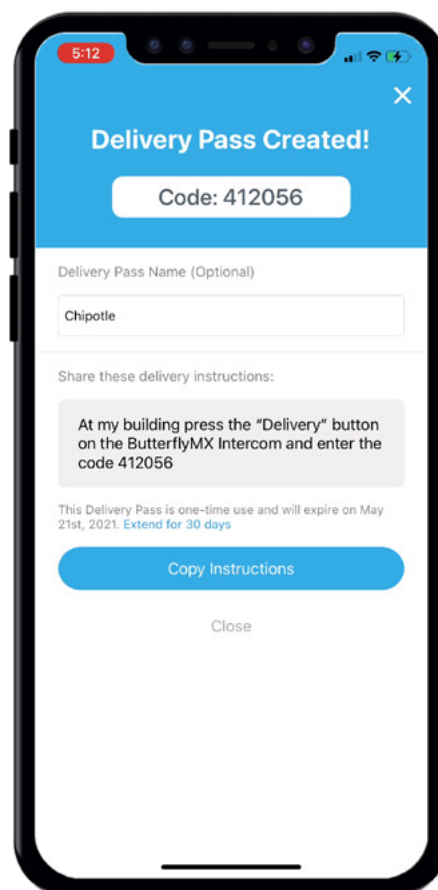 5:12
Delivery Pass Created!
Code: 412056
Delivery Pass Name (Optional)
Chipotle
Share these delivery instructions:
At my building press the “Delivery” button
on the ButterflyMX Intercom and enter the
code 412056
This Delivery Pass is one-time use and will expire on May
21st, 2021. Extend for 30 days
Copy Instructions
Close